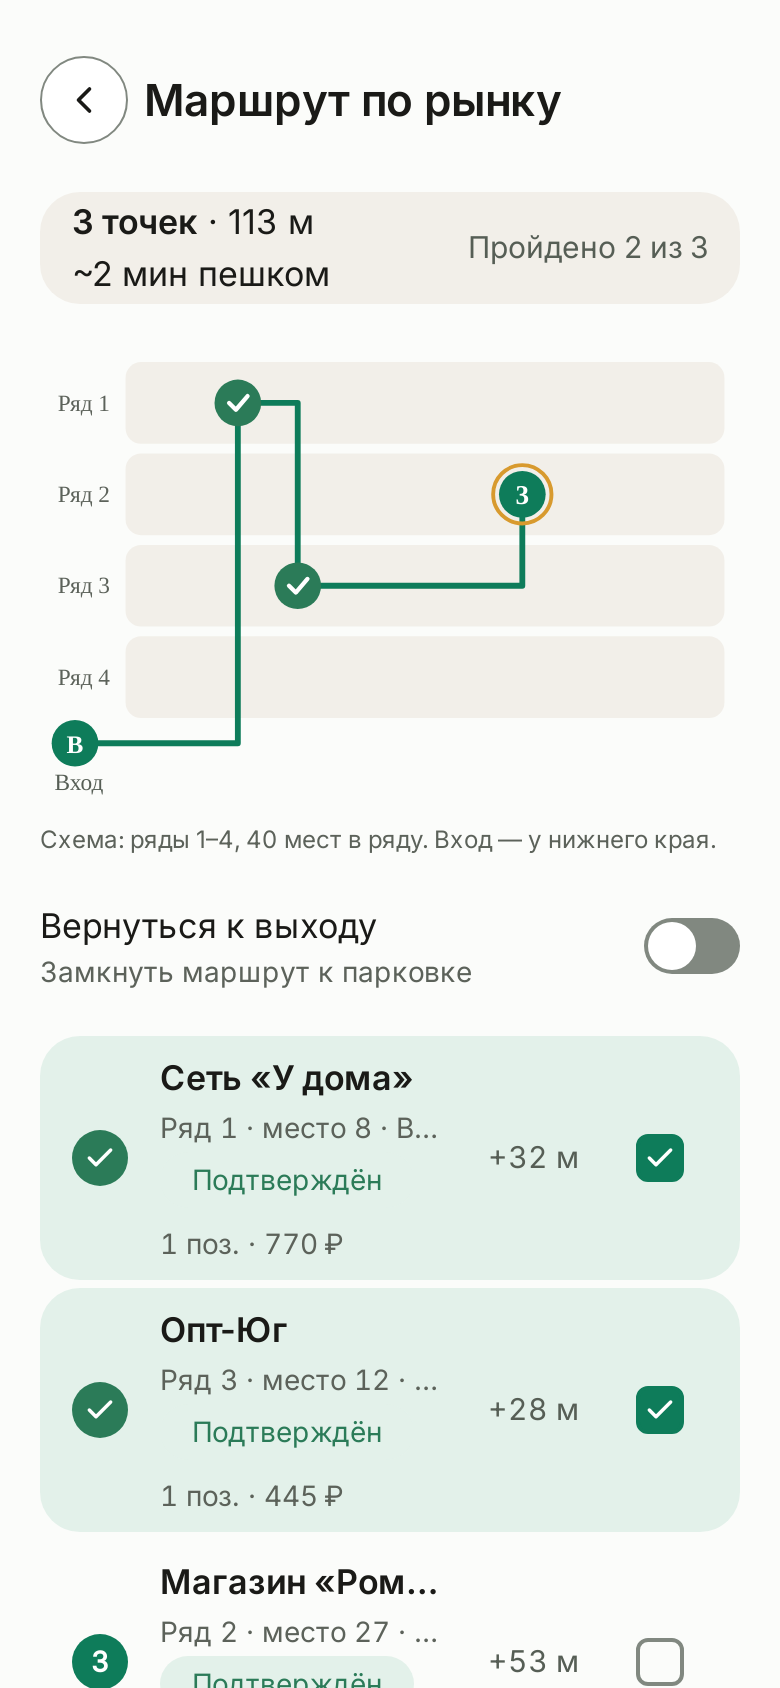 Маршрут по рынку
3 точек · 113 м
~2 мин пешком
Пройдено 2 из 3
Ряд 1
Ряд 2
3
Ряд 3
Ряд 4
В
Вход
Схема: ряды 1–4, 40 мест в ряду. Вход — у нижнего края.
Вернуться к выходу
Замкнуть маршрут к парковке
Сеть «У дома»
Ряд 1 · место 8 · В...
Подтверждён
+32 м
1 поз. · 770 ₽
Опт-Юг
Ряд 3 · место 12 · ...
Подтверждён
+28 м
1 поз. · 445 ₽
Магазин «Ром...
Ряд 2 · место 27 · ...
3
+53 м
Подтверждён